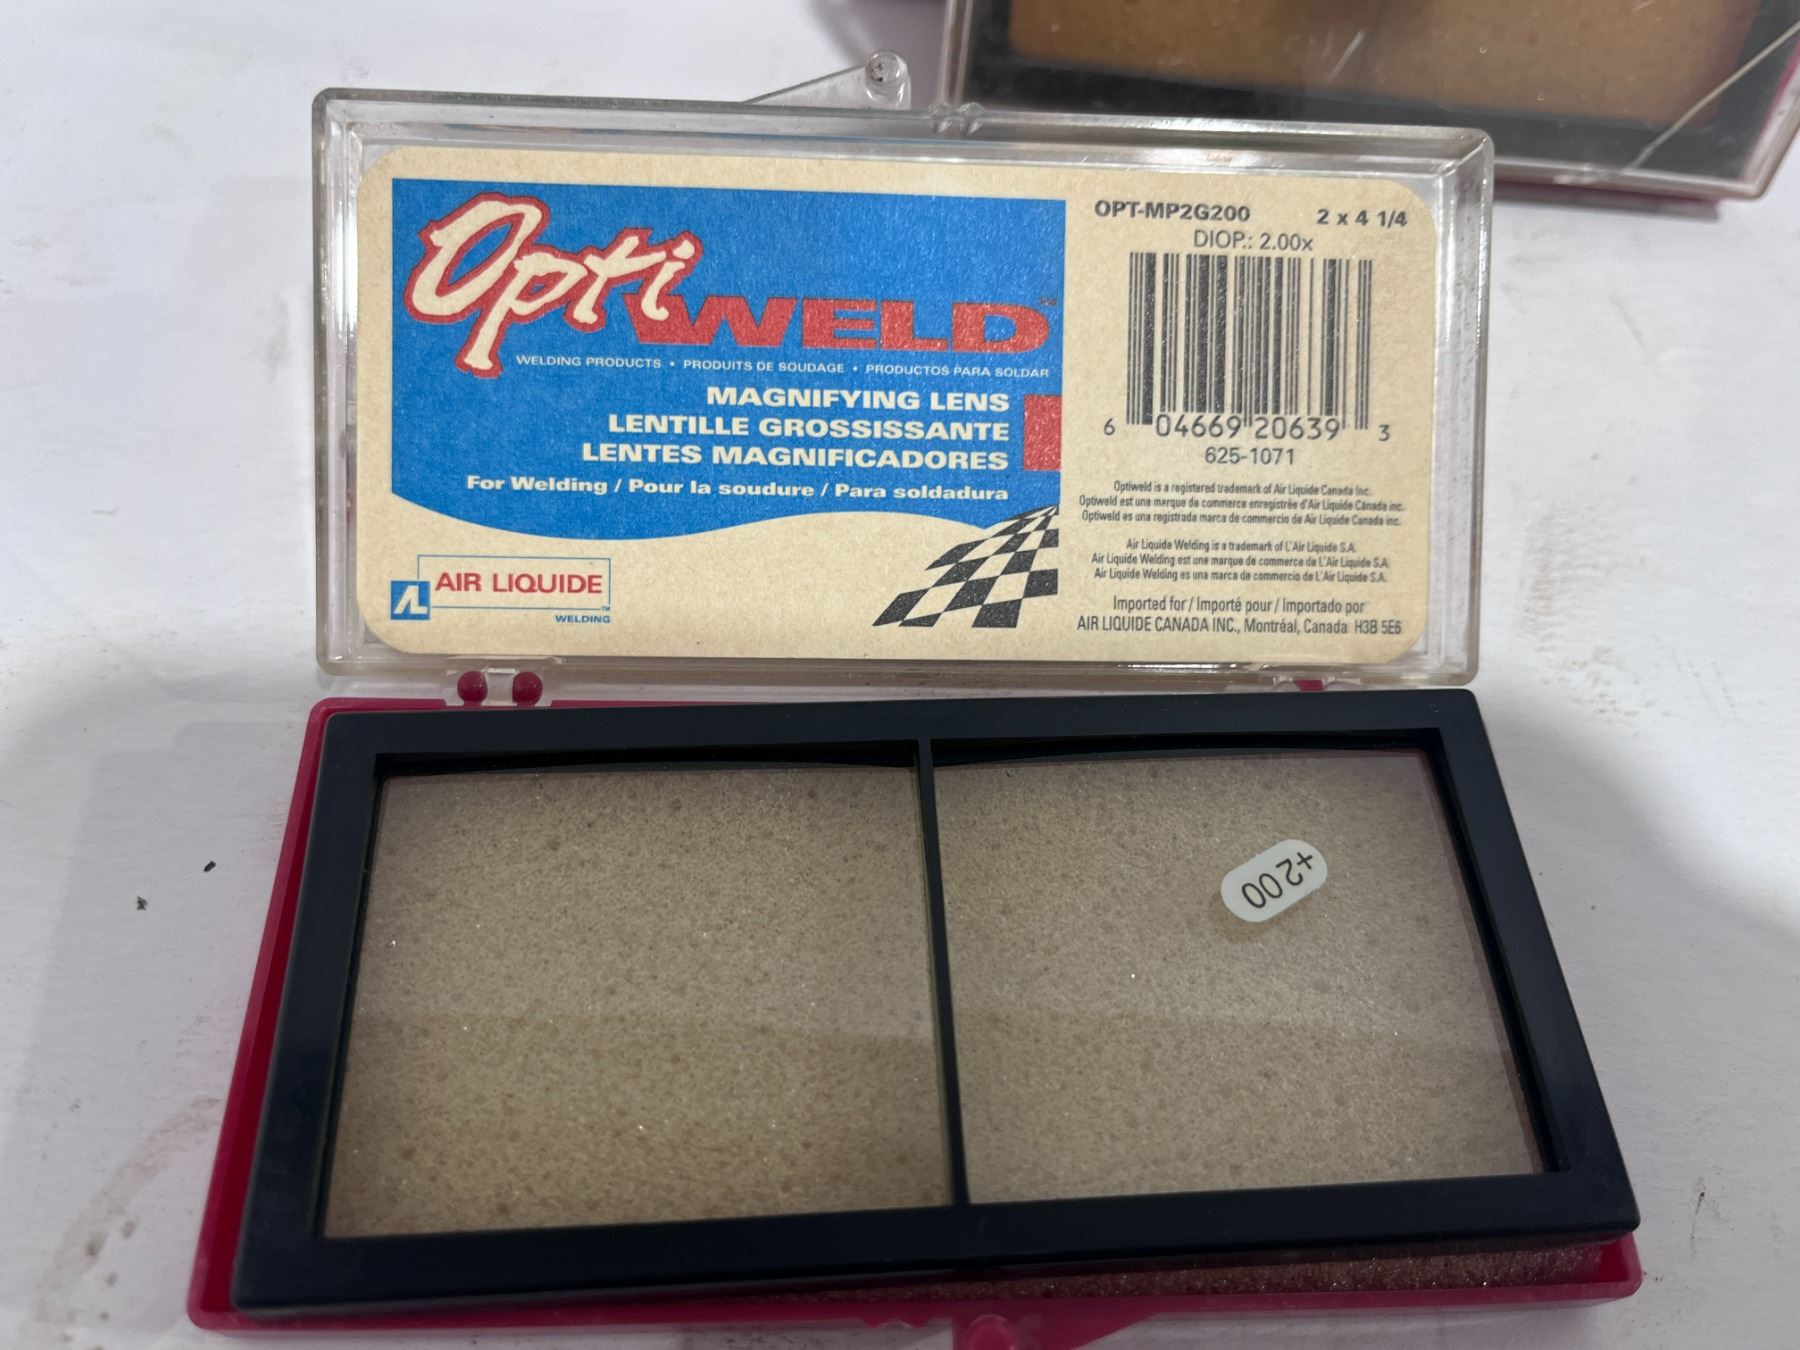 Opti WELD™
WELDING PRODUCTS • PRODUITS DE SOUDAGE • PRODUCTOS PARA SOLDAR
MAGNIFYING LENS
LENTILLE GROSSISSANTE
LENTES MAGNIFICADORES
For Welding / Pour la soudure / Para soldadura
AL AIR LIQUIDE™
WELDING
OPT-MP2G200 2 x 4 1/4
DIOP.: 2.00x
6 04669 20639 3
625-1071
Optiweld is a registered trademark of Air Liquide Canada Inc.
Optiweld est une marque de commerce enregistrée d'Air Liquide Canada inc.
Optiweld es una registrada marca de commercio de Air Liquide Canada inc.
Air Liquide Welding is a trademark of L'Air Liquide S.A.
Air Liquide Welding est une marque de commerce de L'Air Liquide S.A.
Air Liquide Welding es una marca de commercio de L'Air Liquide S.A.
Imported for / Importé pour / Importado por
AIR LIQUIDE CANADA INC., Montréal, Canada H3B 5E6
+200